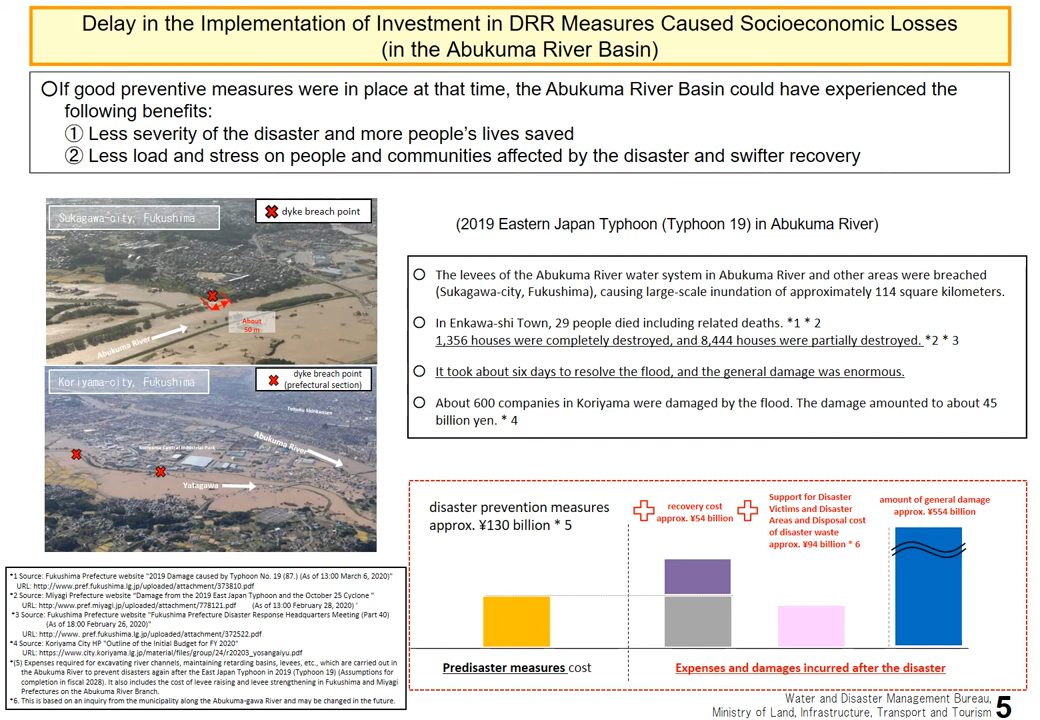 Delay in the Implementation of Investment in DRR Measures Caused Socioeconomic Losses
(in the Abukuma River Basin)
〇If good preventive measures were in place at that time, the Abukuma River Basin could have experienced the
following benefits:
① Less severity of the disaster and more people's lives saved
② Less load and stress on people and communities affected by the disaster and swifter recovery
Sukagawa-city, Fukushima
dyke breach point
About
50 m
Abukuma River
Koriyama-city, Fukushima
dyke breach point
(prefectural section)
Tohoku Shinkansen
Abukuma River
Koriyama Central Industrial Park
Yatagawa
(2019 Eastern Japan Typhoon (Typhoon 19) in Abukuma River)
〇 The levees of the Abukuma River water system in Abukuma River and other areas were breached
(Sukagawa-city, Fukushima), causing large-scale inundation of approximately 114 square kilometers.
〇 In Enkawa-shi Town, 29 people died including related deaths. *1 * 2
1,356 houses were completely destroyed, and 8,444 houses were partially destroyed. *2 * 3
〇 It took about six days to resolve the flood, and the general damage was enormous.
〇 About 600 companies in Koriyama were damaged by the flood. The damage amounted to about 45
billion yen. * 4
disaster prevention measures
approx. ¥130 billion * 5
recovery cost
approx. ¥54 billion
Support for Disaster
Victims and Disaster
Areas and Disposal cost
of disaster waste
approx. ¥94 billion * 6
amount of general damage
approx. ¥554 billion
Predisaster measures cost
Expenses and damages incurred after the disaster
*1 Source: Fukushima Prefecture website "2019 Damage caused by Typhoon No. 19 (87.) (As of 13:00 March 6, 2020)"
URL: http://www.pref.fukushima.lg.jp/uploaded/attachment/373810.pdf
*2 Source: Miyagi Prefecture website "Damage from the 2019 East Japan Typhoon and the October 25 Cyclone "
URL: http://www.pref.miyagi.jp/uploaded/attachment/778121.pdf (As of 13:00 February 28, 2020) '
*3 Source: Fukushima Prefecture website "Fukushima Prefecture Disaster Response Headquarters Meeting (Part 40)
(As of 18:00 February 26, 2020)"
URL: http://www. pref.fukushima.lg.jp/uploaded/attachment/372522.pdf
*4 Source: Koriyama City HP "Outline of the Initial Budget for FY 2020"
URL: https://www.city.koriyama.lg.jp/material/files/group/24/r20203_yosangaiyu.pdf
*(5) Expenses required for excavating river channels, maintaining retarding basins, levees, etc., which are carried out in
the Abukuma River to prevent disasters again after the East Japan Typhoon in 2019 (Typhoon 19) (Assumptions for
completion in fiscal 2028). It also includes the cost of levee raising and levee strengthening in Fukushima and Miyagi
Prefectures on the Abukuma River Branch.
*6. This is based on an inquiry from the municipality along the Abukuma-gawa River and may be changed in the future.
Water and Disaster Management Bureau,
Ministry of Land, Infrastructure, Transport and Tourism 5